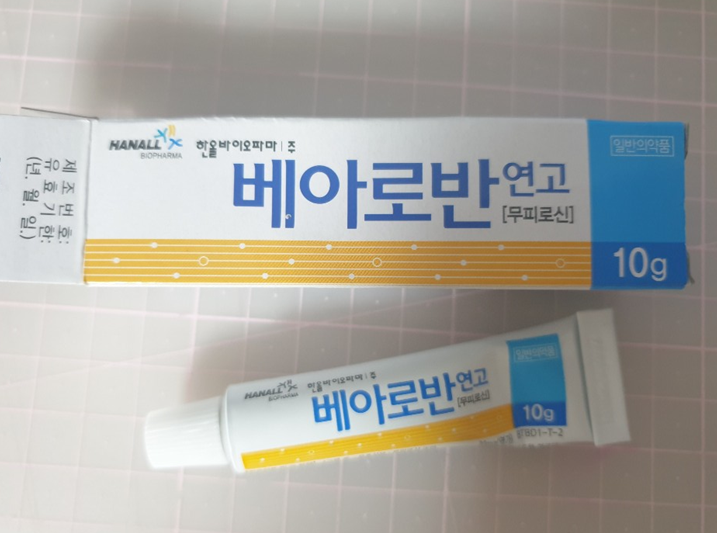 HANALL
BIOPHARMA
한올바이오파마 | 주
베아로반 연고
[무피로신]
일반의약품
10g
제 조 번 호:
유 효 기 한:
(년. 월. 일.)
HANALL
BIOPHARMA
한올바이오파마 | 주
베아로반 연고
[무피로신]
일반의약품
10g